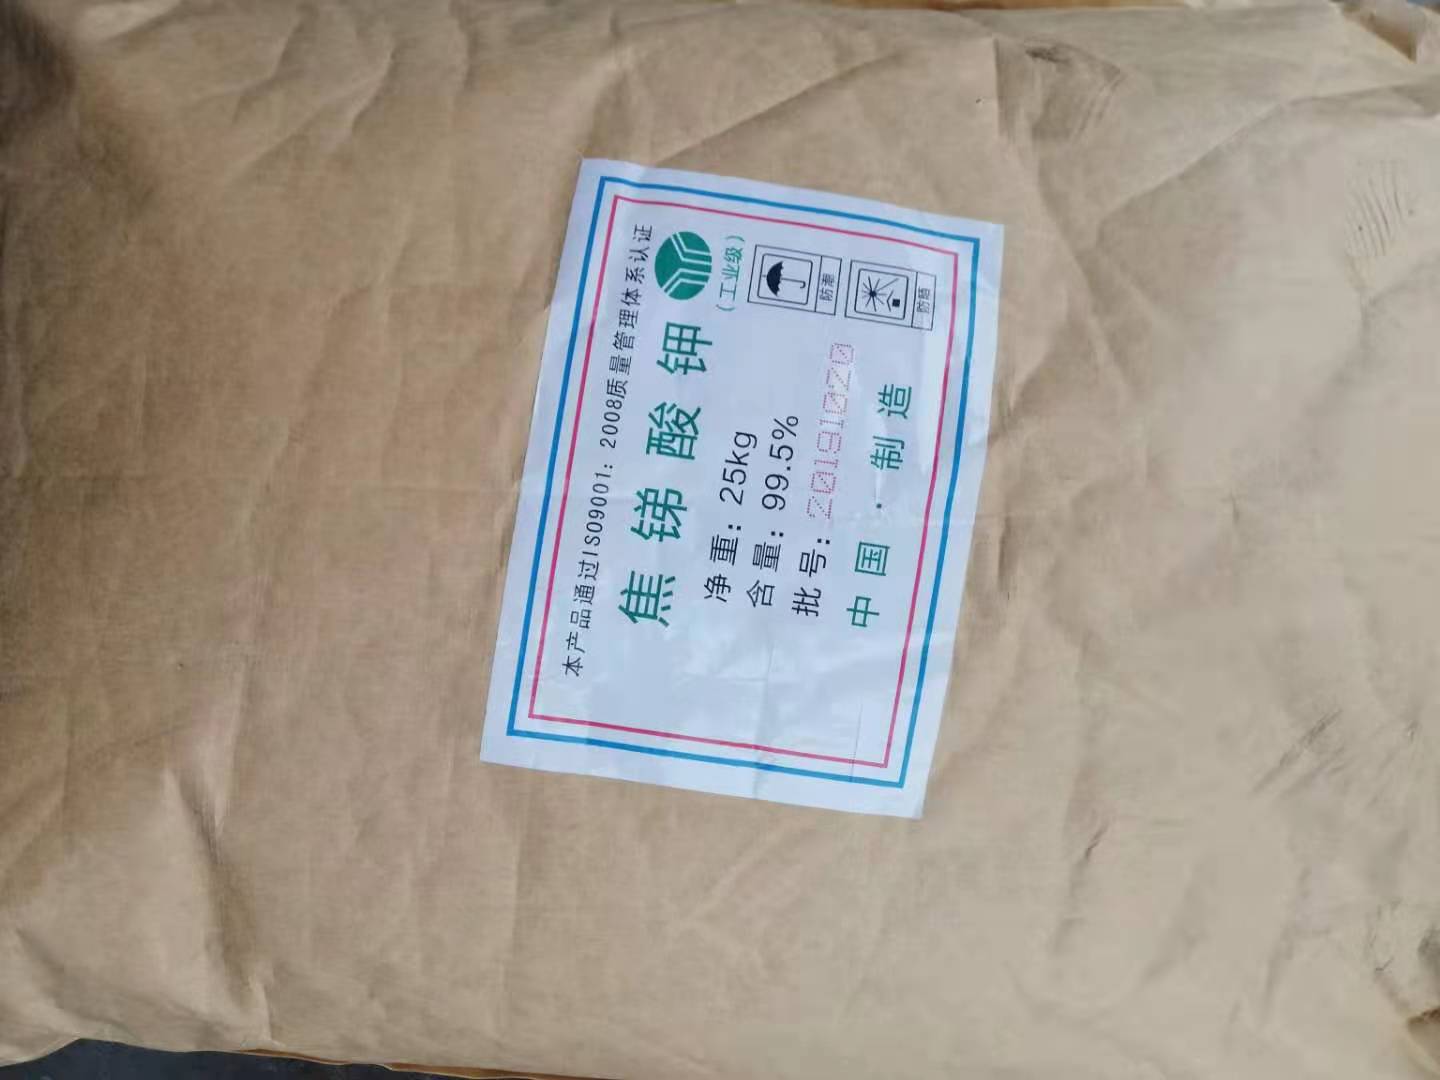 本产品通过ISO9001:2008质量管理体系认证
焦锑酸钾
(工业级)
净重:25kg
含量:99.5%
批号:20191020
中国·制造
防潮
防晒